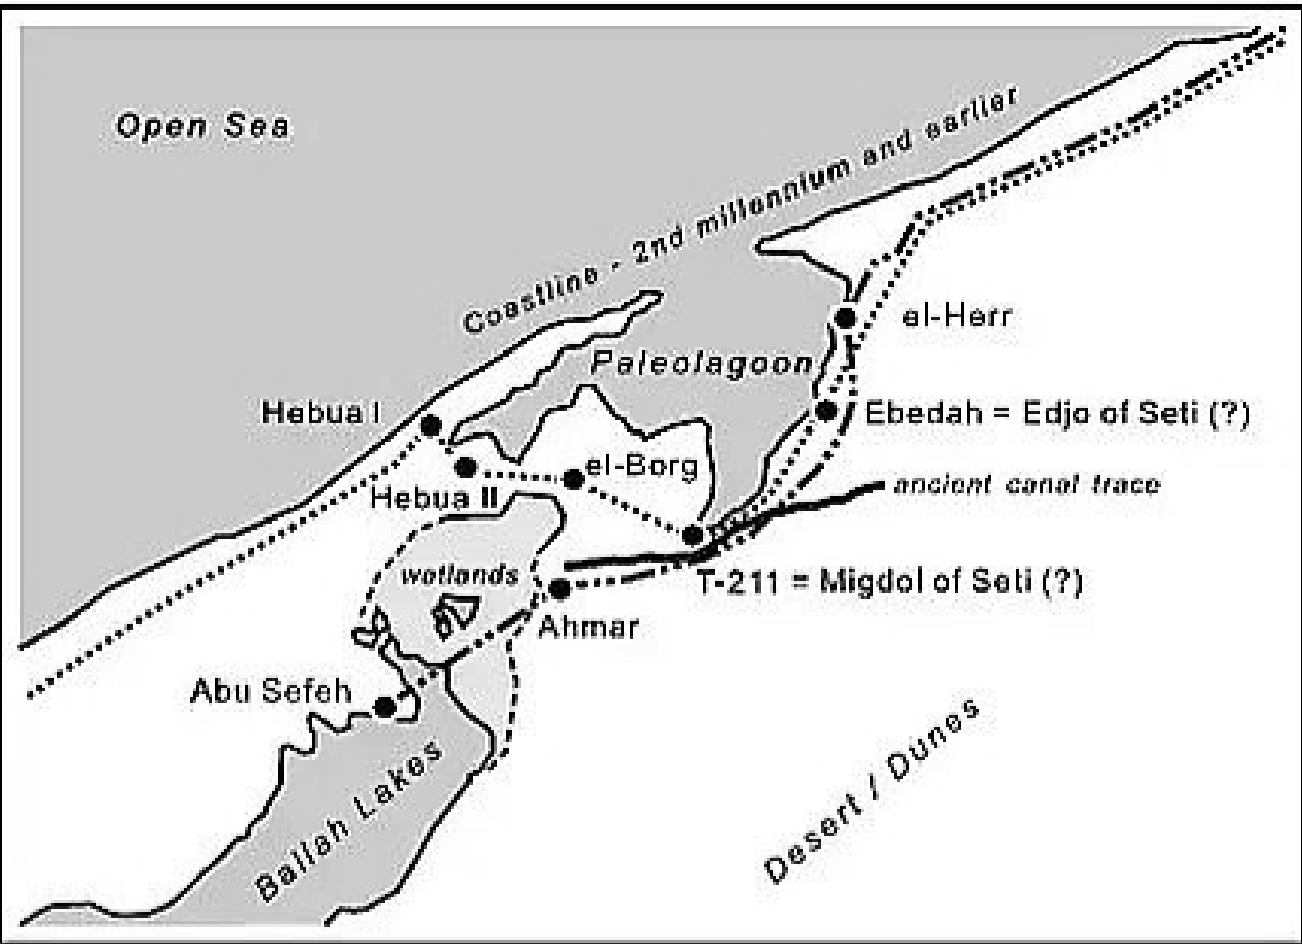 Open Sea
Coastline - 2nd millennium and earlier
el-Herr
Paleolagoon
Hebua I
Ebedah = Edjo of Seti (?)
el-Borg
Hebua II
ancient canal trace
wetlands
T-211 = Migdol of Seti (?)
Ahmar
Abu Sefeh
Ballah Lakes
Desert / Dunes